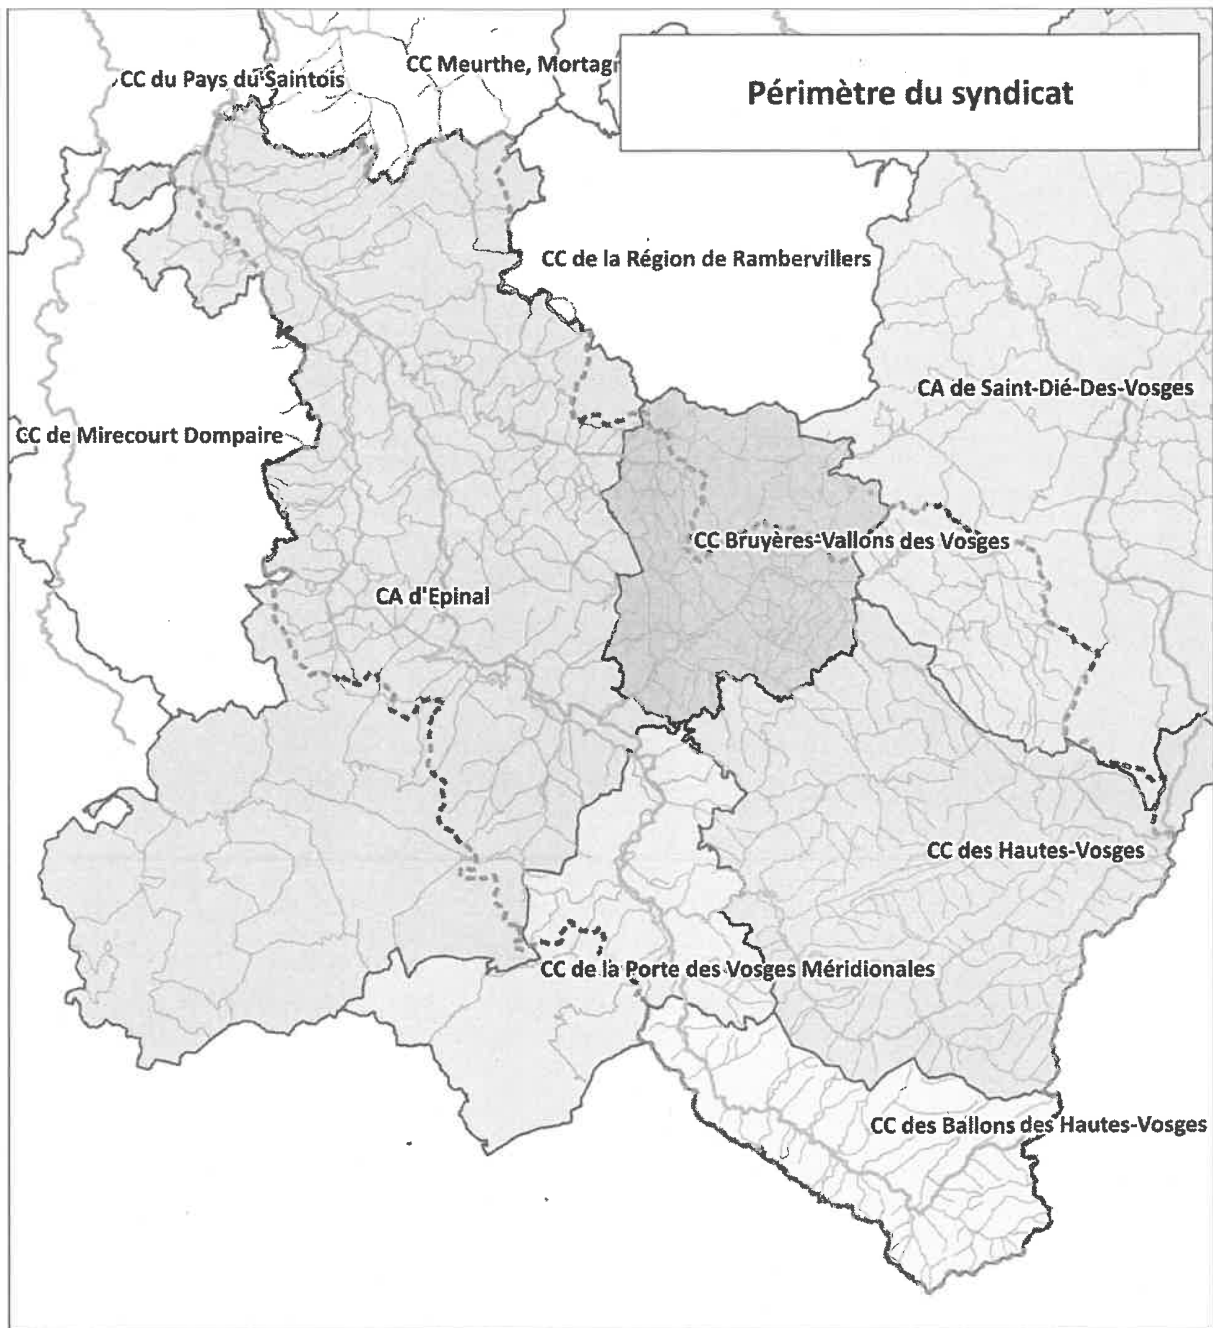 CC du Pays du Saintois
CC Meurthe, Mortagn
Périmètre du syndicat
CC de la Région de Rambervillers
CA de Saint-Dié-Des-Vosges
CC de Mirecourt Dompaire
CC Bruyères-Vallons des Vosges
CA d'Epinal
CC des Hautes-Vosges
CC de la Porte des Vosges Méridionales
CC des Ballons des Hautes-Vosges